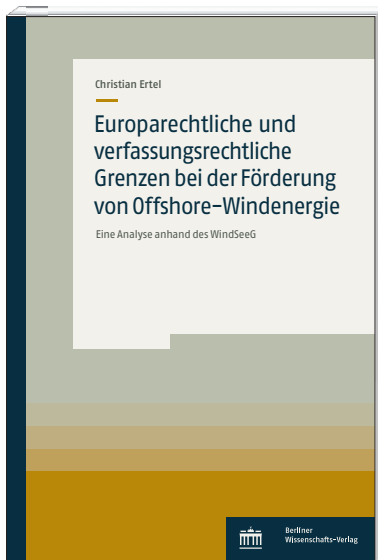 Christian Ertel
Europarechtliche und
verfassungsrechtliche
Grenzen bei der Förderung
von Offshore-Windenergie
Eine Analyse anhand des WindSeeG
Berliner
Wissenschafts-Verlag